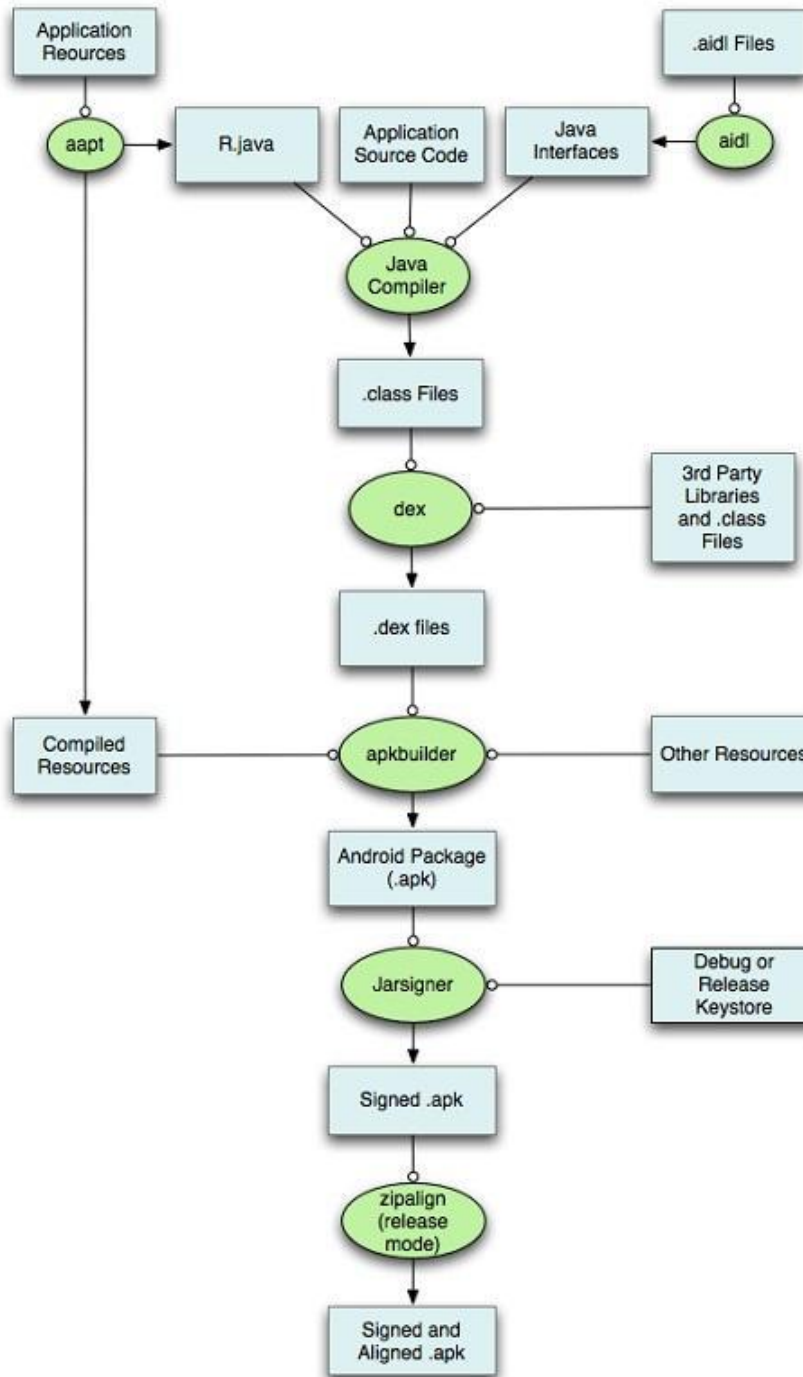 Application
Reources
.aidl Files
aapt
R.java
Application
Source Code
Java
Interfaces
aidl
Java
Compiler
.class Files
dex
3rd Party
Libraries
and .class
Files
.dex files
Compiled
Resources
apkbuilder
Other Resources
Android Package
(.apk)
Jarsigner
Debug or
Release
Keystore
Signed .apk
zipalign
(release
mode)
Signed and
Aligned .apk